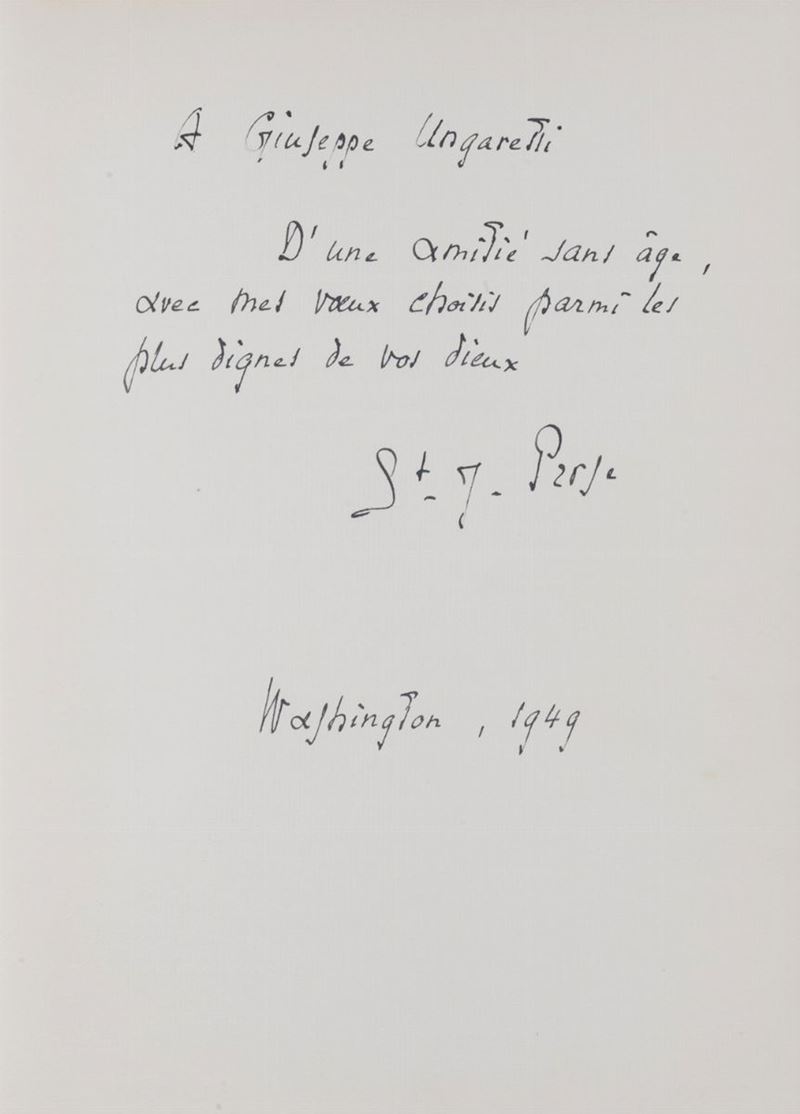 A Giuseppe Ungaretti
D'une amitié sans âge,
avec mes vœux choisis parmi les
plus dignes de vos dieux
St. J. Perse
Washington, 1949